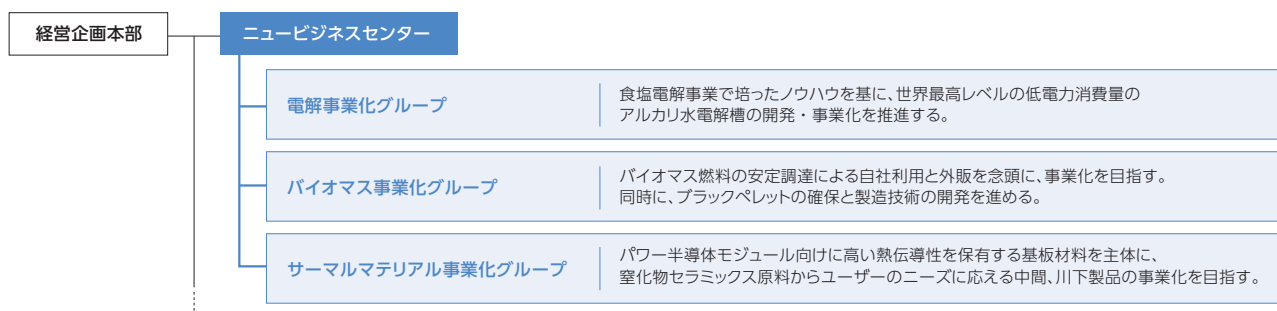 経営企画本部
ニュービジネスセンター
電解事業化グループ
食塩電解事業で培ったノウハウを基に、世界最高レベルの低電力消費量の
アルカリ水電解槽の開発・事業化を推進する。
バイオマス事業化グループ
バイオマス燃料の安定調達による自社利用と外販を念頭に、事業化を目指す。
同時に、ブラックペレットの確保と製造技術の開発を進める。
サーマルマテリアル事業化グループ
パワー半導体モジュール向けに高い熱伝導性を保有する基板材料を主体に、
窒化物セラミックス原料からユーザーのニーズに応える中間、川下製品の事業化を目指す。